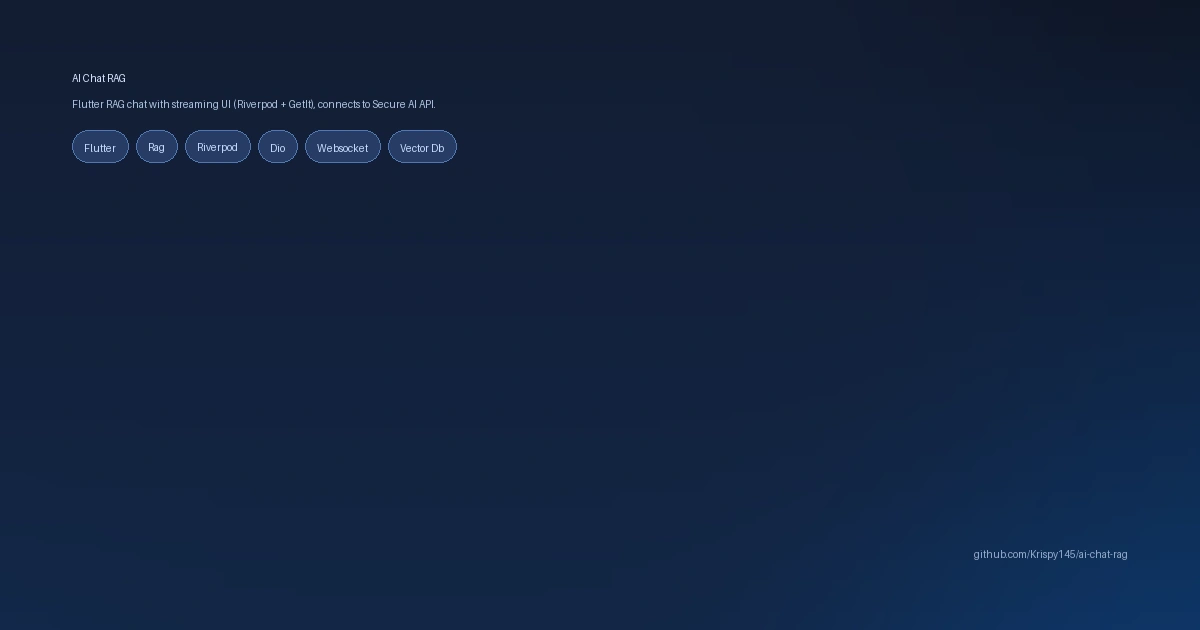 AI Chat RAG
Flutter RAG chat with streaming UI (Riverpod + GetIt), connects to Secure AI API.
Flutter Rag Riverpod Dio Websocket Vector Db
github.com/Krispy145/ai-chat-rag